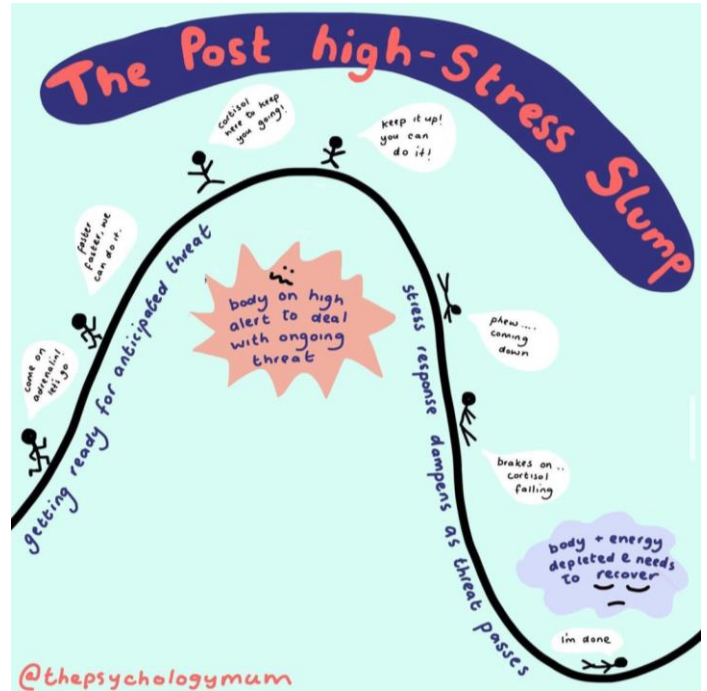 The Post high-Stress Slump
cortisol
here to keep
you going!
keep it up!
you can
do it!
faster
faster, we
can do it.
come on
adrenalin!
let's go
getting ready for anticipated threat
body on high
alert to deal
with ongoing
threat
stress response dampens as threat passes
phew....
coming
down
brakes on..
cortisol
falling
body + energy
depleted & needs
to recover
i'm done
@thepsychologymum